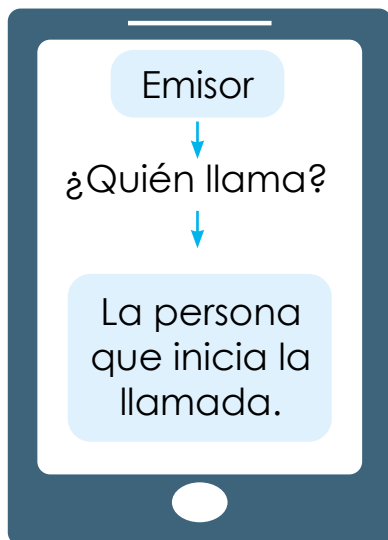 Emisor
¿Quién llama?
La persona
que inicia la
llamada.